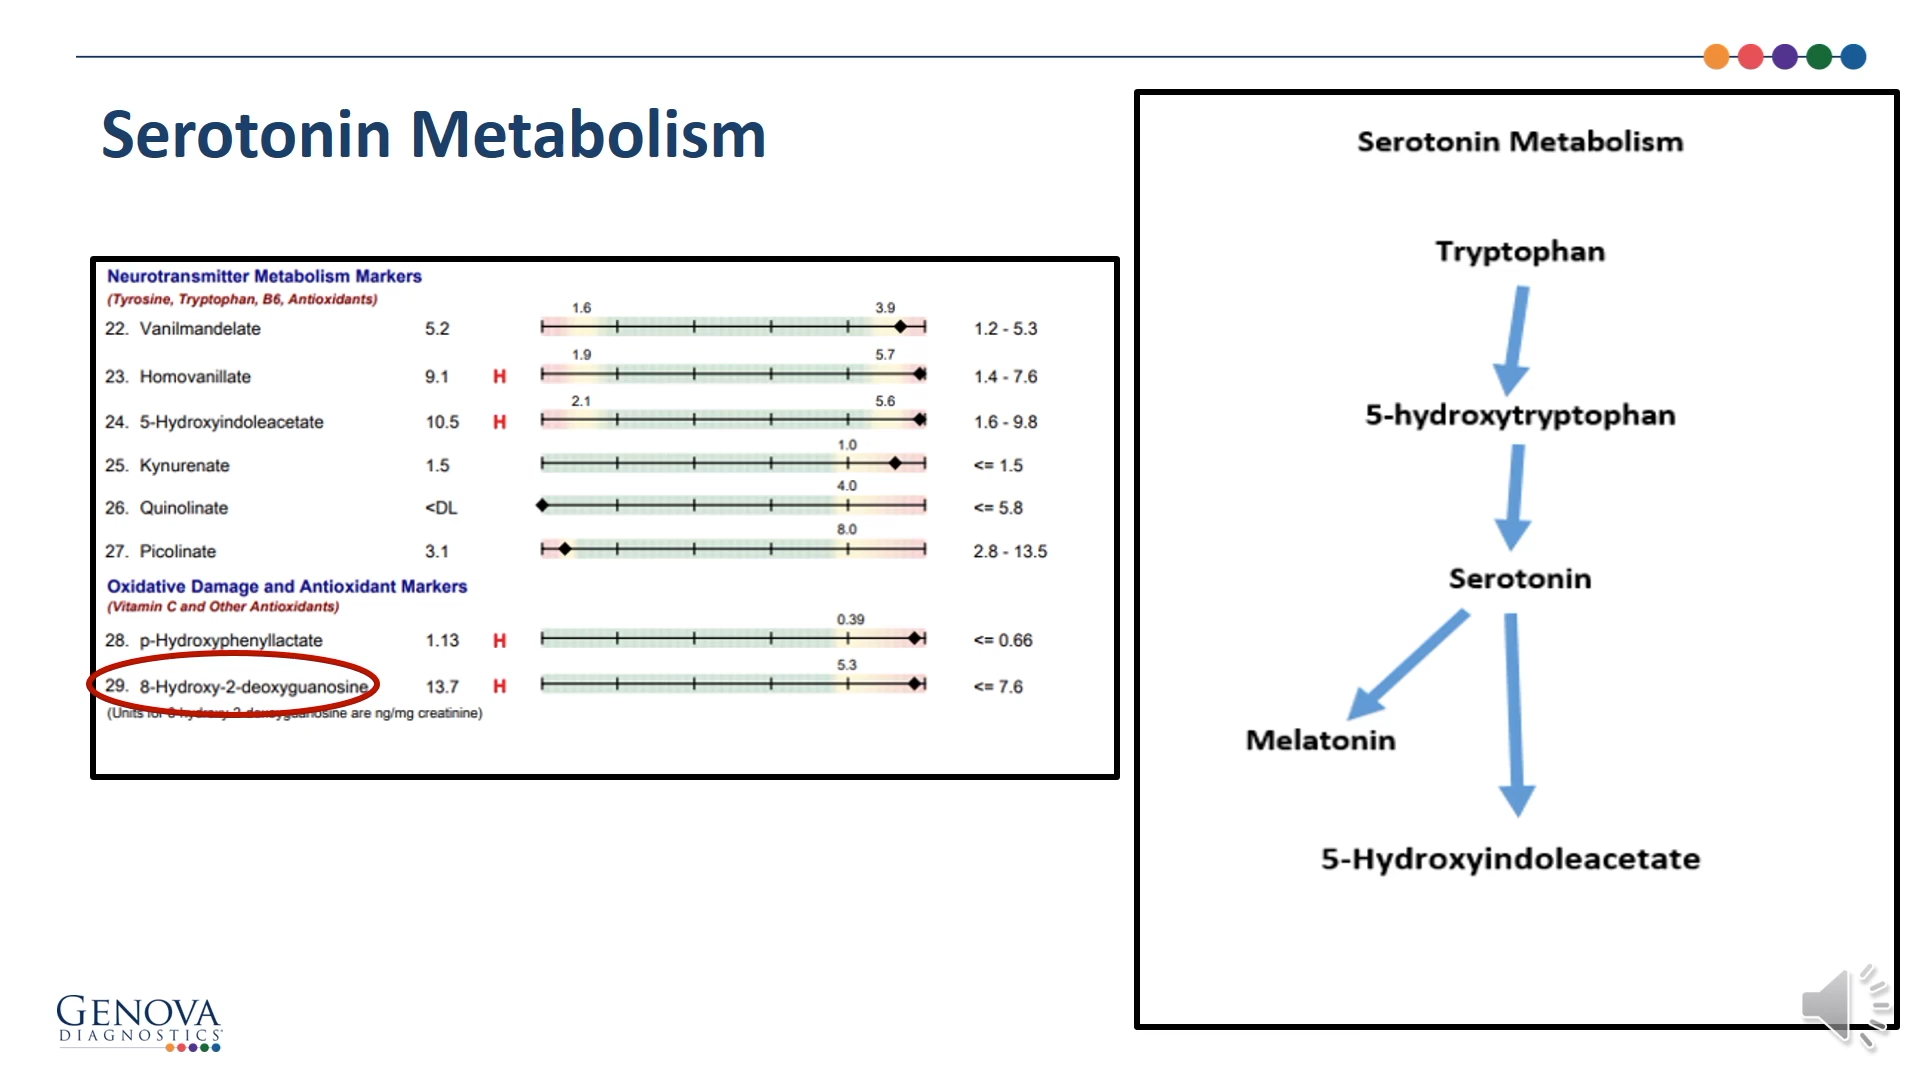 Serotonin Metabolism
Neurotransmitter Metabolism Markers
(Tyrosine, Tryptophan, B6, Antioxidants)
1.6 3.9
22. Vanilmandelate 5.2 1.2 - 5.3
1.9 5.7
23. Homovanillate 9.1 H 1.4 - 7.6
2.1 5.6
24. 5-Hydroxyindoleacetate 10.5 H 1.6 - 9.8
1.0
25. Kynurenate 1.5 <= 1.5
4.0
26. Quinolinate <DL <= 5.8
8.0
27. Picolinate 3.1 2.8 - 13.5
Oxidative Damage and Antioxidant Markers
(Vitamin C and Other Antioxidants)
0.39
28. p-Hydroxyphenyllactate 1.13 H <= 0.66
5.3
29. 8-Hydroxy-2-deoxyguanosine 13.7 H <= 7.6
(Units for 8-hydroxy-2-deoxyguanosine are ng/mg creatinine)
Serotonin Metabolism
Tryptophan
5-hydroxytryptophan
Serotonin
Melatonin
5-Hydroxyindoleacetate
GENOVA
DIAGNOSTICS